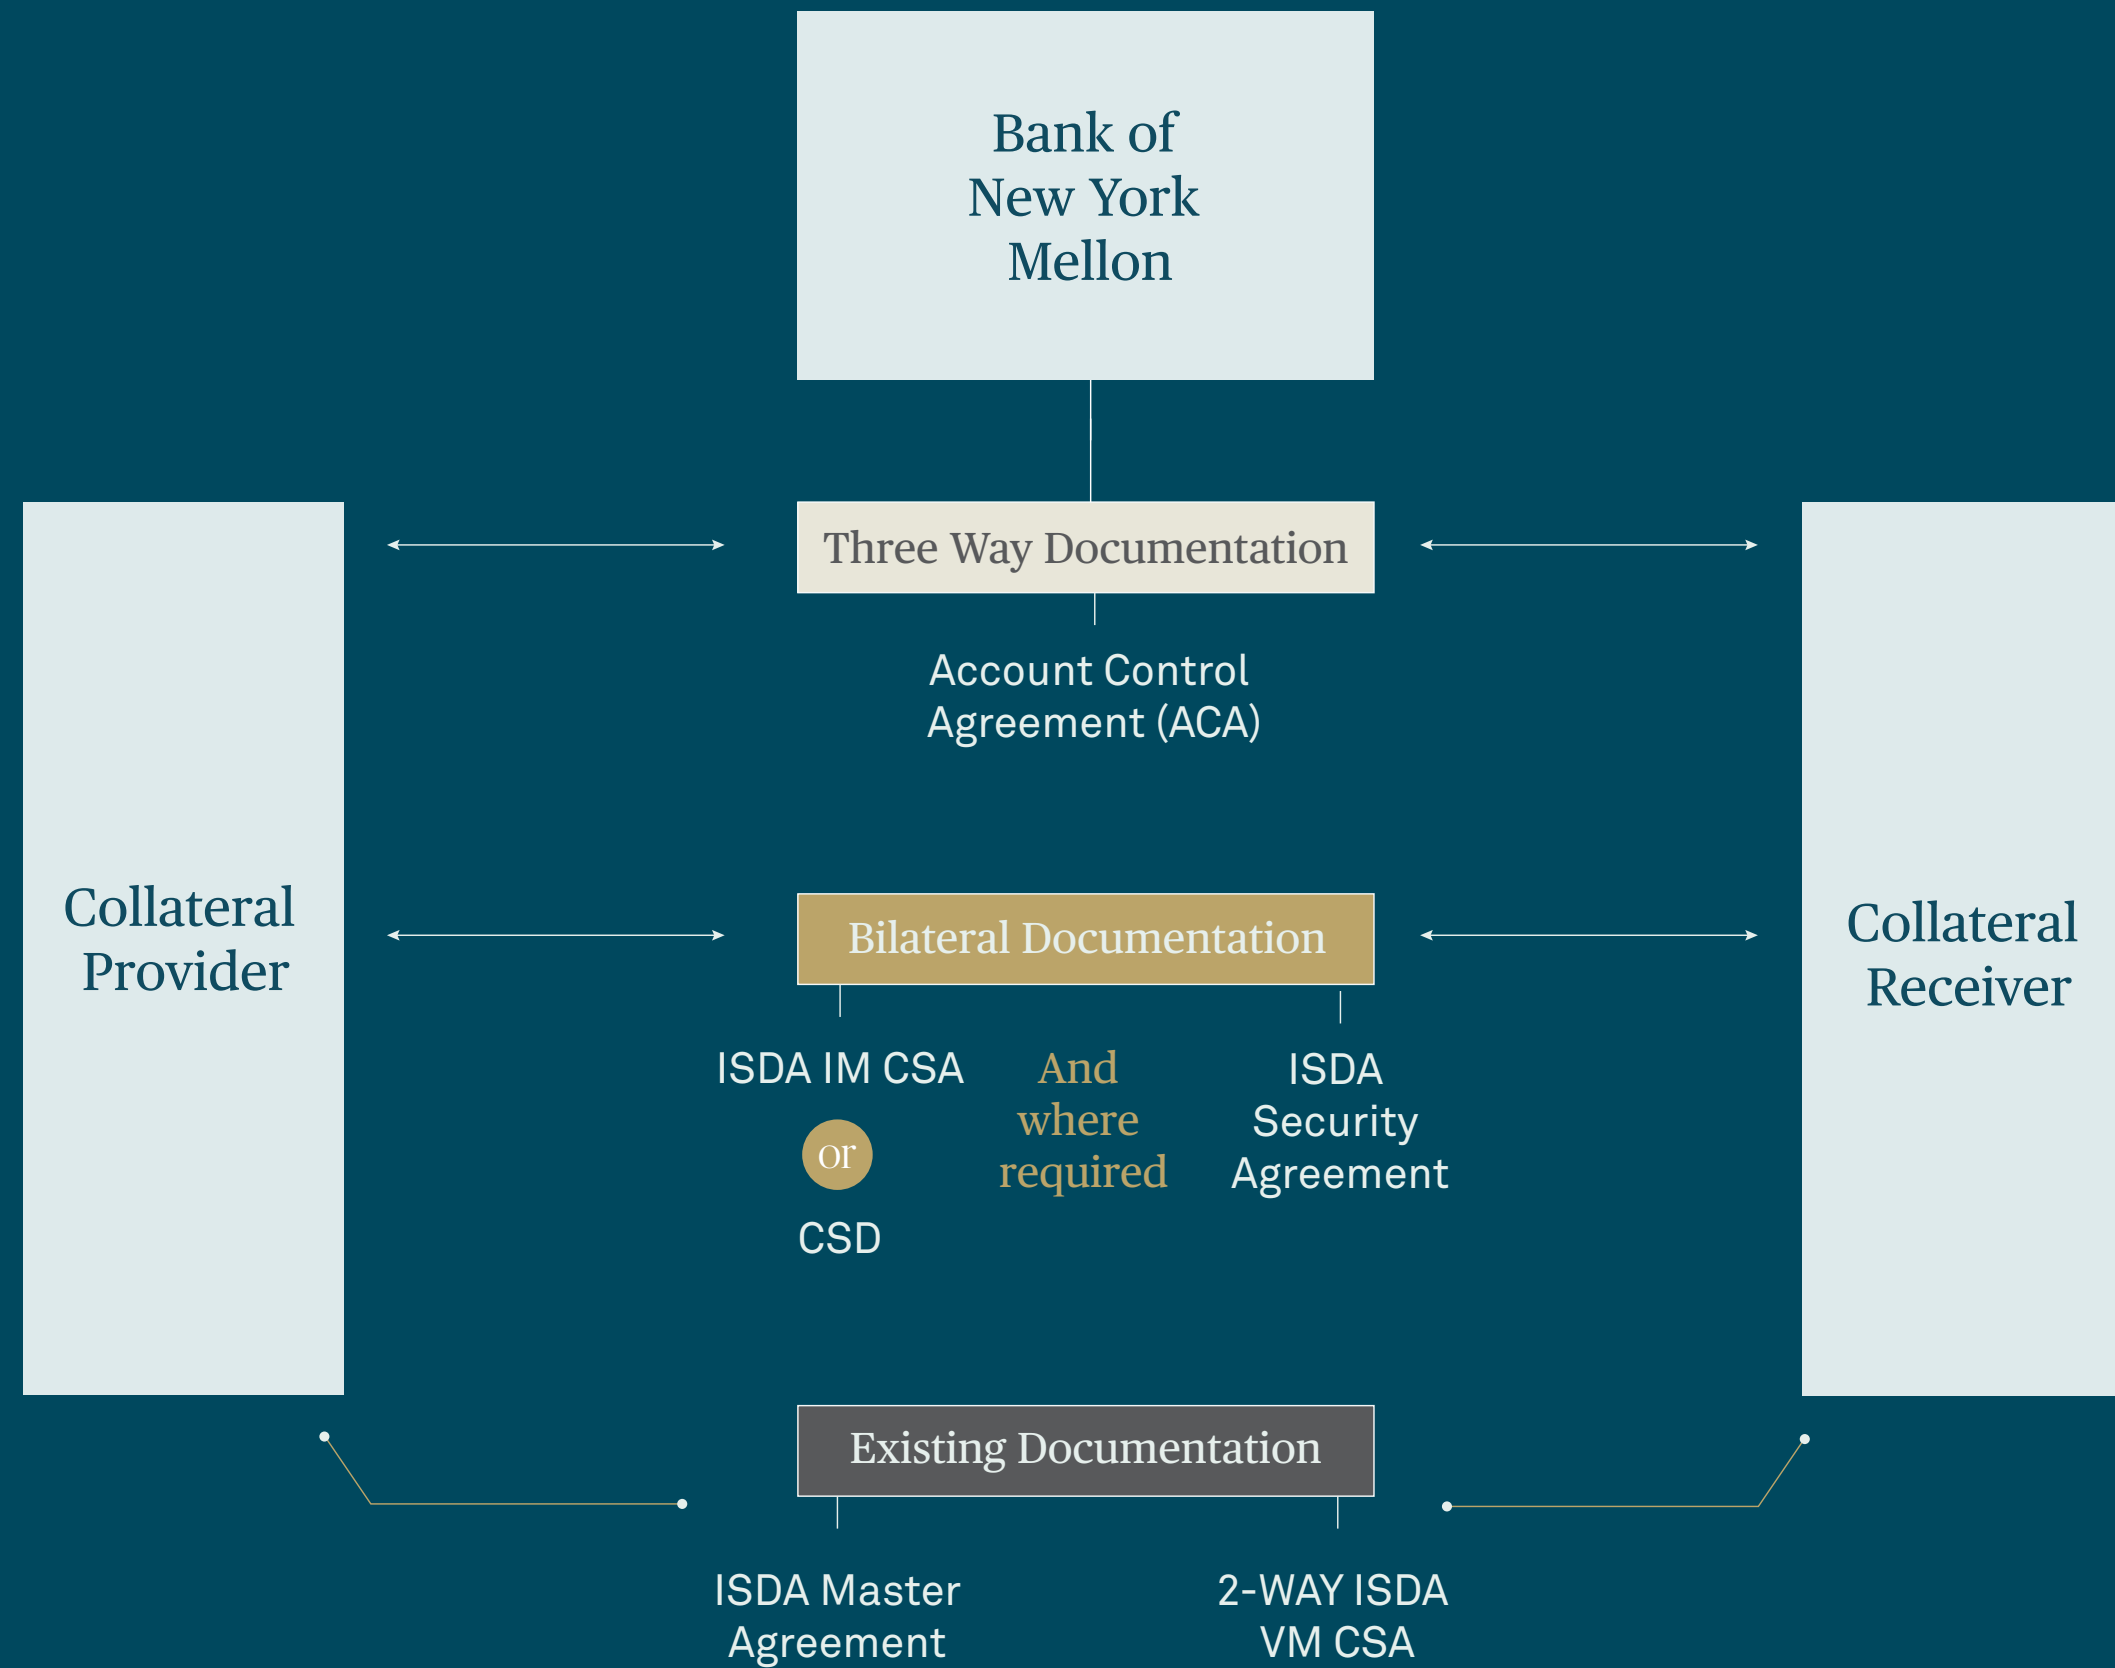 Bank of
New York
Mellon
Three Way Documentation
Account Control
Agreement (ACA)
Collateral
Provider
Bilateral Documentation
Collateral
Receiver
ISDA IM CSA
or
CSD
And
where
required
ISDA
Security
Agreement
Existing Documentation
ISDA Master
Agreement
2-WAY ISDA
VM CSA